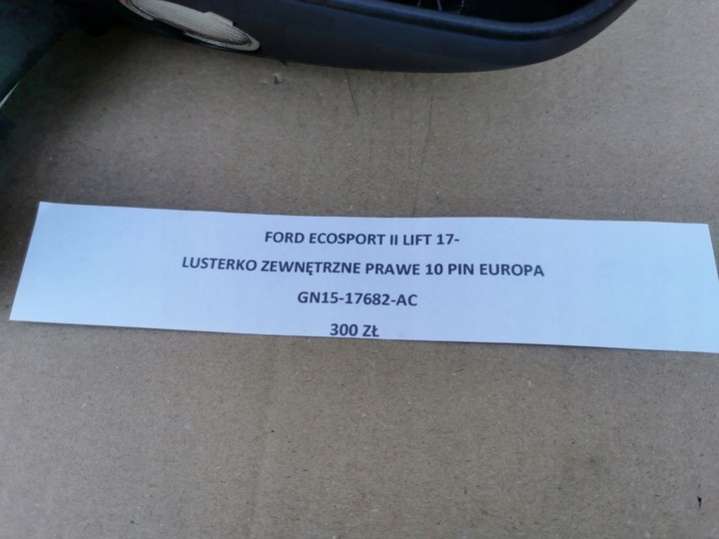 FORD ECOSPORT II LIFT 17-
LUSTERKO ZEWNĘTRZNE PRAWE 10 PIN EUROPA
GN15-17682-AC
300 ZŁ